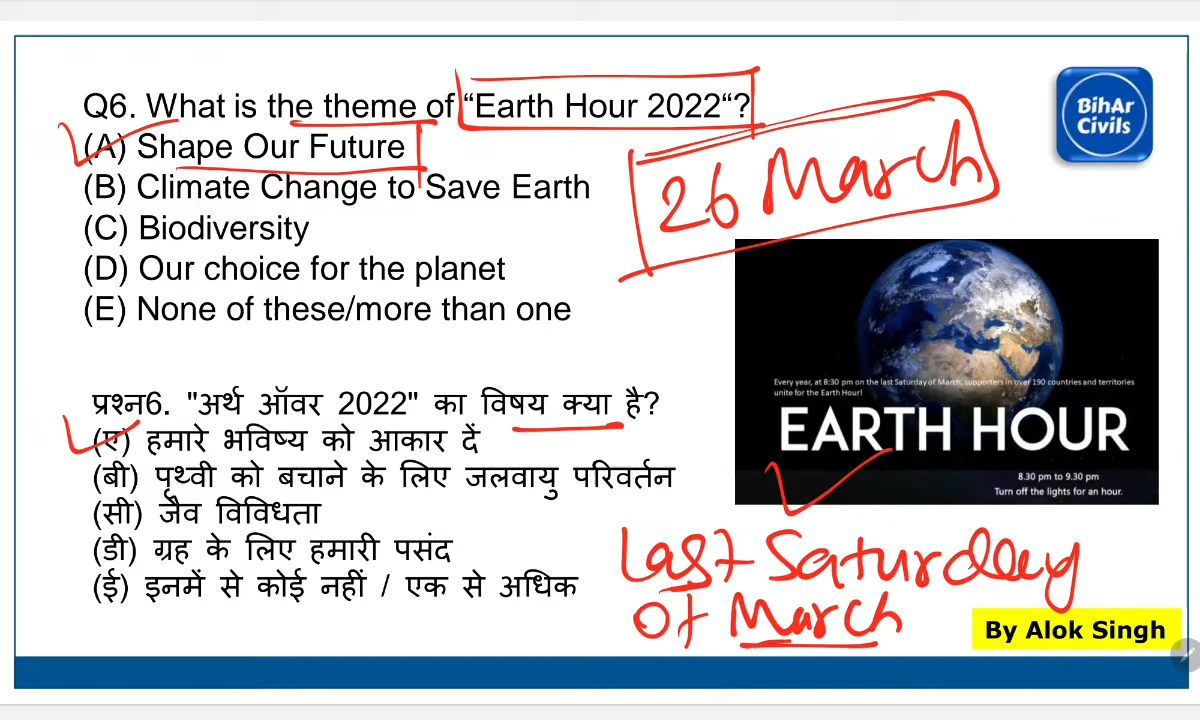 Q6. What is the theme of “Earth Hour 2022“?
(A) Shape Our Future
(B) Climate Change to Save Earth
(C) Biodiversity
(D) Our choice for the planet
(E) None of these/more than one
26 March
BihAr
Civils
प्रश्न6. "अर्थ ऑवर 2022" का विषय क्या है?
(ए) हमारे भविष्य को आकार दें
(बी) पृथ्वी को बचाने के लिए जलवायु परिवर्तन
(सी) जैव विविधता
(डी) ग्रह के लिए हमारी पसंद
(ई) इनमें से कोई नहीं / एक से अधिक
Every year, at 8:30 pm on the last Saturday of March, supporters in over 190 countries and territories
unite for the Earth Hour!
EARTH HOUR
8.30 pm to 9.30 pm
Turn off the lights for an hour.
Last Saturday
of March
By Alok Singh